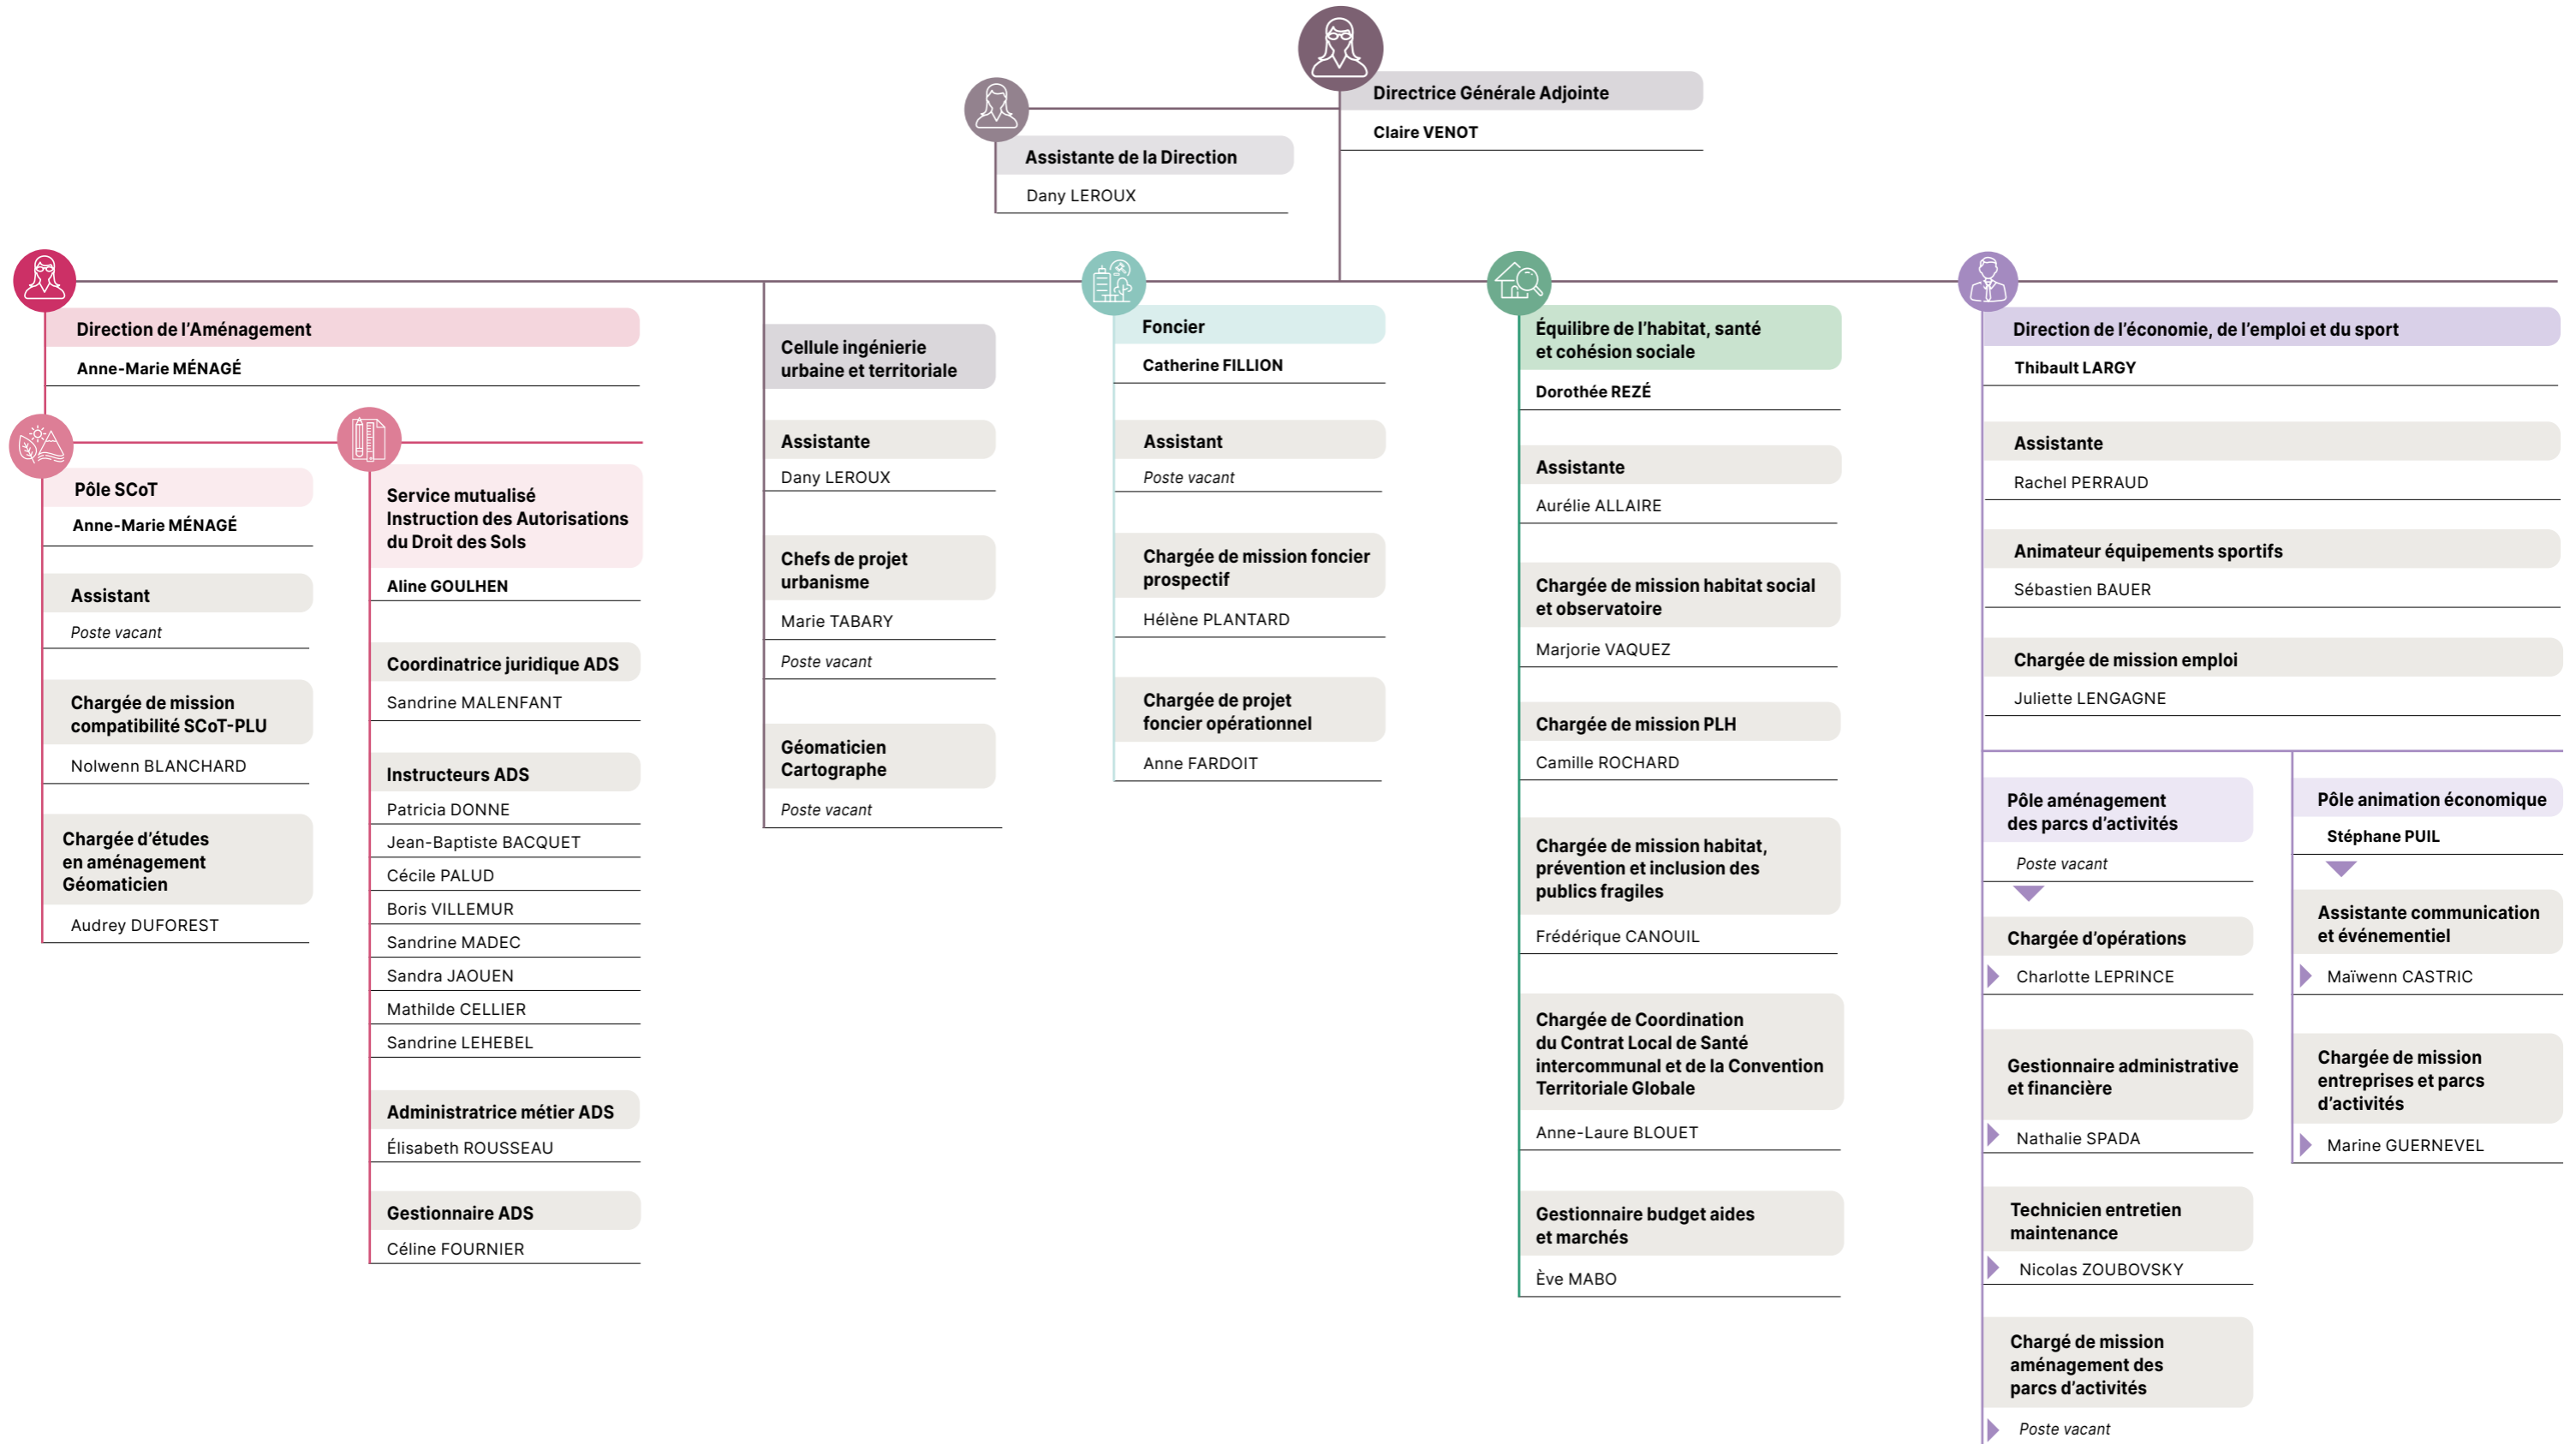 Directrice Générale Adjointe
Claire VENOT
Assistante de la Direction
Dany LEROUX
Direction de l’Aménagement
Anne-Marie MÉNAGÉ
Pôle SCoT
Anne-Marie MÉNAGÉ
Assistant
Poste vacant
Chargée de mission
compatibilité SCoT-PLU
Nolwenn BLANCHARD
Chargée d’études
en aménagement
Géomaticien
Audrey DUFOREST
Service mutualisé
Instruction des Autorisations
du Droit des Sols
Aline GOULHEN
Coordinatrice juridique ADS
Sandrine MALENFANT
Instructeurs ADS
Patricia DONNE
Jean-Baptiste BACQUET
Cécile PALUD
Boris VILLEMUR
Sandrine MADEC
Sandra JAOUEN
Mathilde CELLIER
Sandrine LEHEBEL
Administratrice métier ADS
Élisabeth ROUSSEAU
Gestionnaire ADS
Céline FOURNIER
Cellule ingénierie
urbaine et territoriale
Assistante
Dany LEROUX
Chefs de projet
urbanisme
Marie TABARY
Poste vacant
Géomaticien
Cartographe
Poste vacant
Foncier
Catherine FILLION
Assistant
Poste vacant
Chargée de mission foncier
prospectif
Hélène PLANTARD
Chargée de projet
foncier opérationnel
Anne FARDOIT
Équilibre de l’habitat, santé
et cohésion sociale
Dorothée REZÉ
Assistante
Aurélie ALLAIRE
Chargée de mission habitat social
et observatoire
Marjorie VAQUEZ
Chargée de mission PLH
Camille ROCHARD
Chargée de mission habitat,
prévention et inclusion des
publics fragiles
Frédérique CANOUIL
Chargée de Coordination
du Contrat Local de Santé
intercommunal et de la Convention
Territoriale Globale
Anne-Laure BLOUET
Gestionnaire budget aides
et marchés
Ève MABO
Direction de l’économie, de l’emploi et du sport
Thibault LARGY
Assistante
Rachel PERRAUD
Animateur équipements sportifs
Sébastien BAUER
Chargée de mission emploi
Juliette LENGAGNE
Pôle aménagement
des parcs d’activités
Poste vacant
Chargée d’opérations
Charlotte LEPRINCE
Gestionnaire administrative
et financière
Nathalie SPADA
Technicien entretien
maintenance
Nicolas ZOUBOVSKY
Chargé de mission
aménagement des
parcs d’activités
Poste vacant
Pôle animation économique
Stéphane PUIL
Assistante communication
et événementiel
Maïwenn CASTRIC
Chargée de mission
entreprises et parcs
d’activités
Marine GUERNEVEL